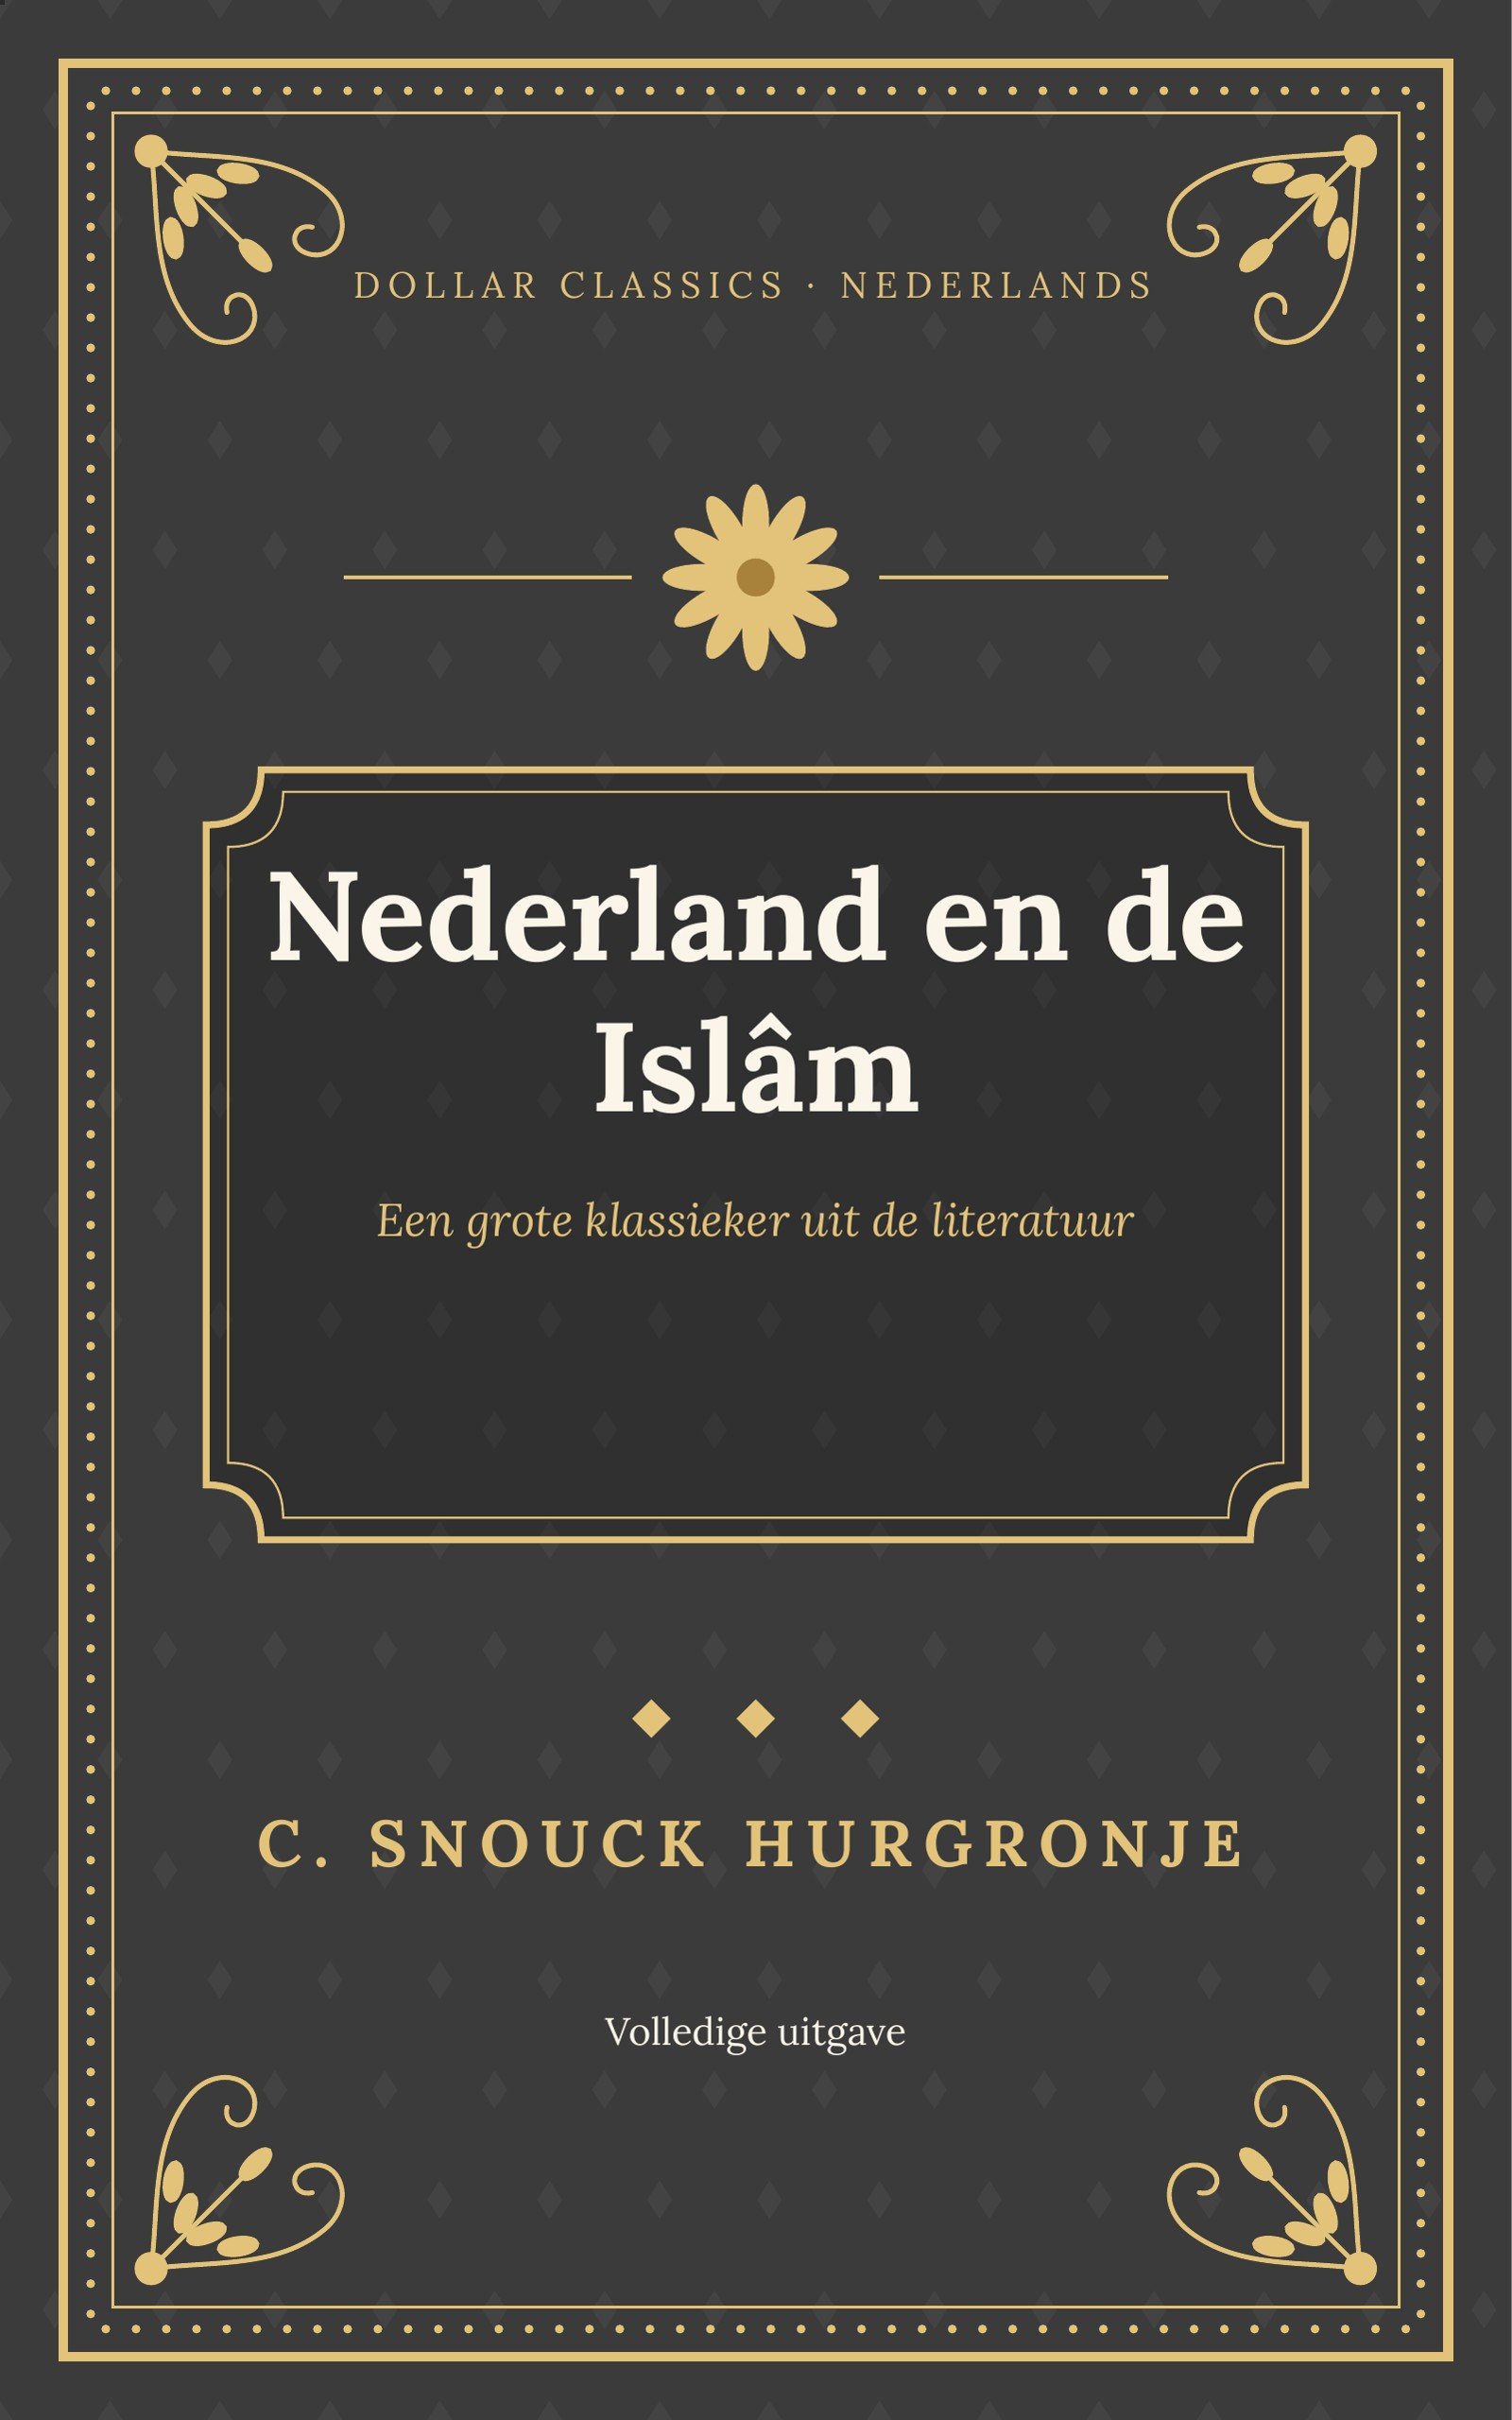 DOLLAR CLASSICS · NEDERLANDS
Nederland en de
Islâm
Een grote klassieker uit de literatuur
C. SNOUCK HURGRONJE
Volledige uitgave